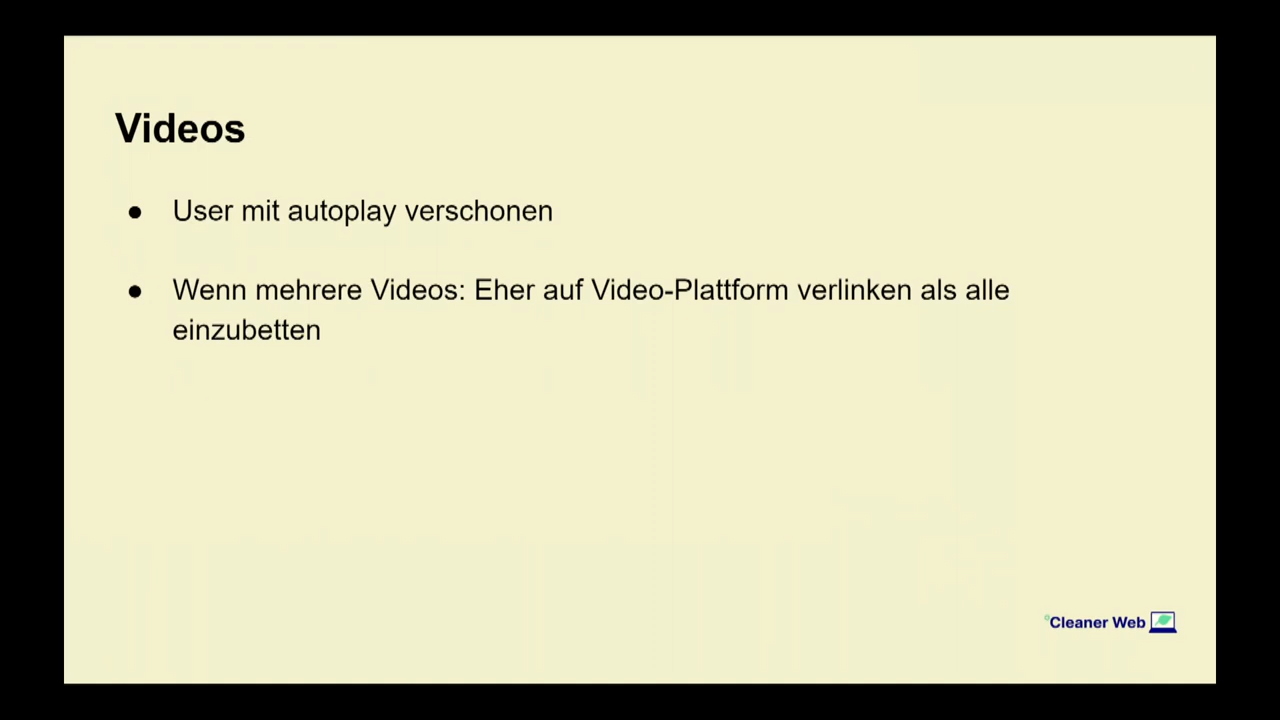 Videos
● User mit autoplay verschonen
● Wenn mehrere Videos: Eher auf Video-Plattform verlinken als alle
einzubetten
Cleaner Web